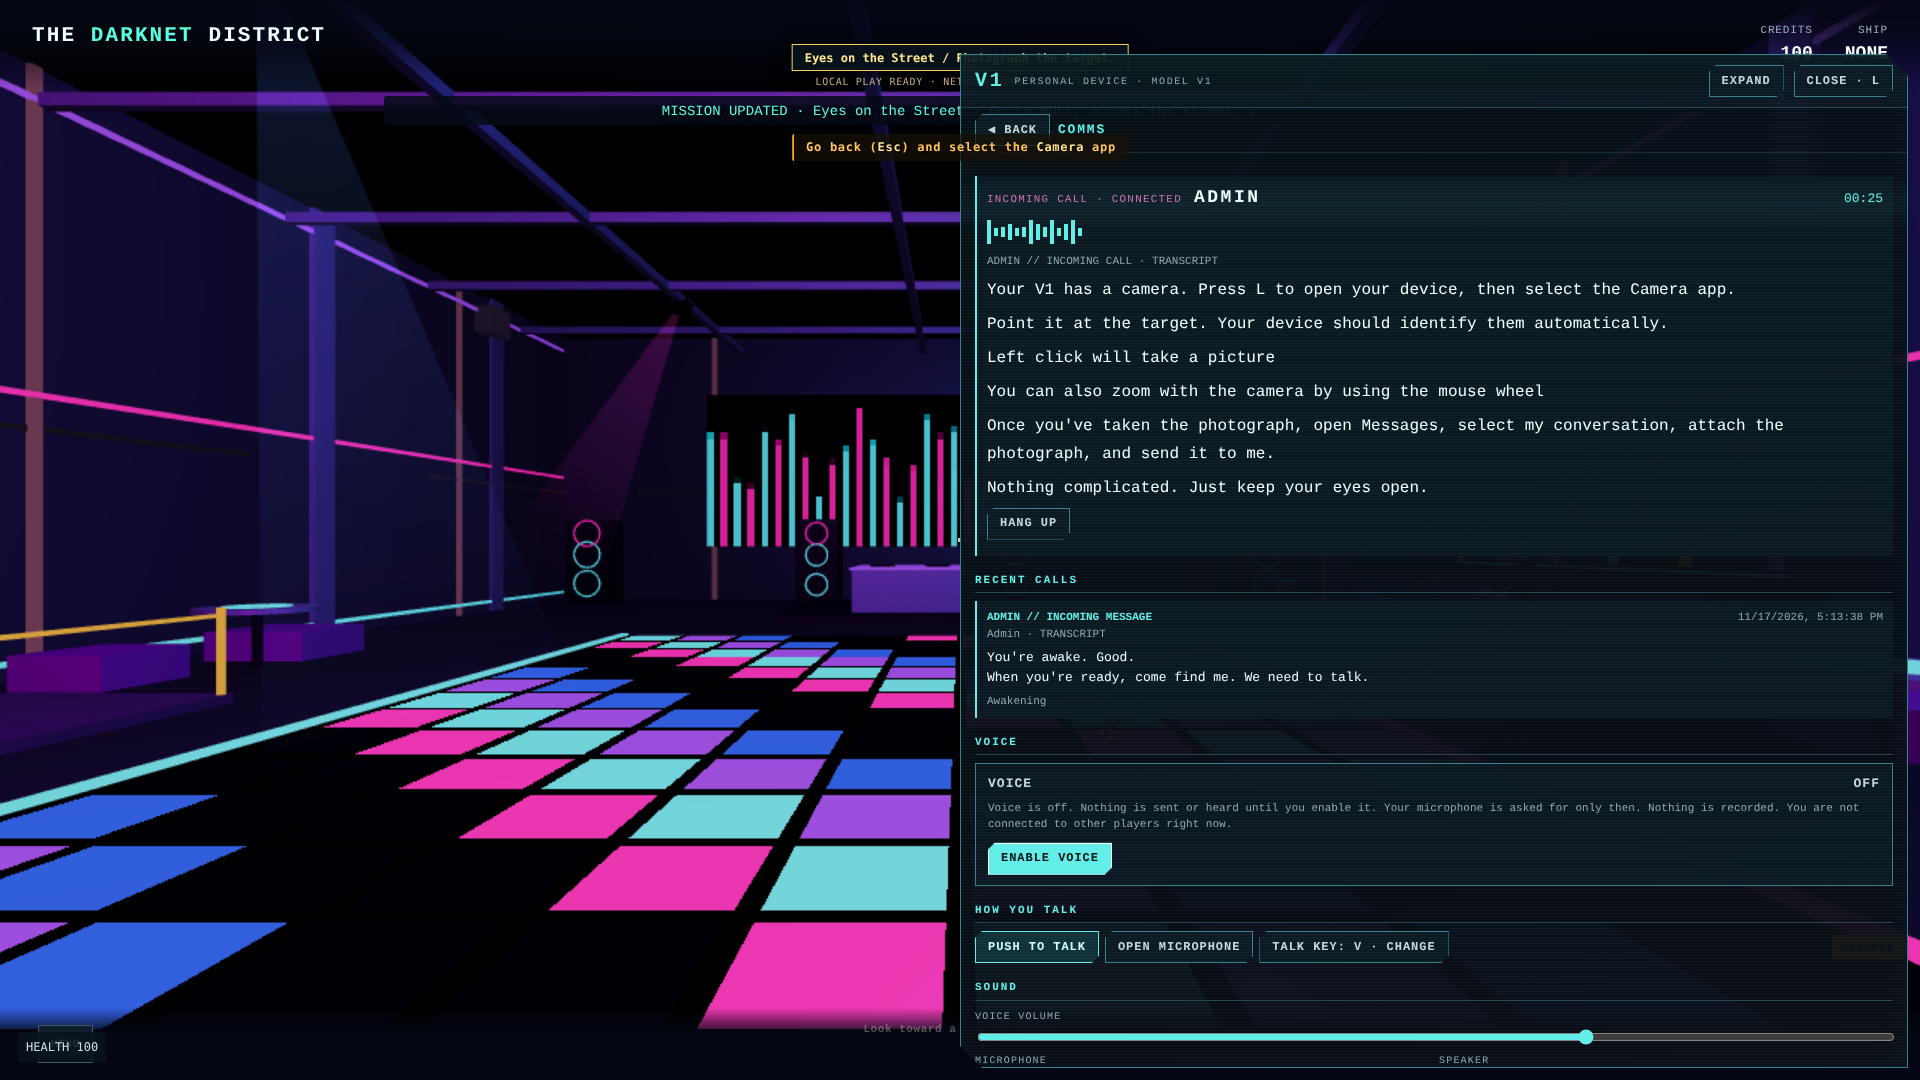 THE DARKNET DISTRICT
CREDITS
SHIP
100
NONE
Eyes on the Street / Photograph the target.
LOCAL PLAY READY · NET
MISSION UPDATED · Eyes on the Street
Go back (Esc) and select the Camera app
V1 PERSONAL DEVICE · MODEL V1
EXPAND
CLOSE · L
◀ BACK
COMMS
INCOMING CALL · CONNECTED ADMIN
00:25
ADMIN // INCOMING CALL · TRANSCRIPT
Your V1 has a camera. Press L to open your device, then select the Camera app.
Point it at the target. Your device should identify them automatically.
Left click will take a picture
You can also zoom with the camera by using the mouse wheel
Once you've taken the photograph, open Messages, select my conversation, attach the
photograph, and send it to me.
Nothing complicated. Just keep your eyes open.
HANG UP
RECENT CALLS
ADMIN // INCOMING MESSAGE
11/17/2026, 5:13:38 PM
Admin · TRANSCRIPT
You're awake. Good.
When you're ready, come find me. We need to talk.
Awakening
VOICE
VOICE
OFF
Voice is off. Nothing is sent or heard until you enable it. Your microphone is asked for only then. Nothing is recorded. You are not
connected to other players right now.
ENABLE VOICE
HOW YOU TALK
PUSH TO TALK
OPEN MICROPHONE
TALK KEY: V · CHANGE
SOUND
VOICE VOLUME
MICROPHONE
SPEAKER
Look toward a
HEALTH 100